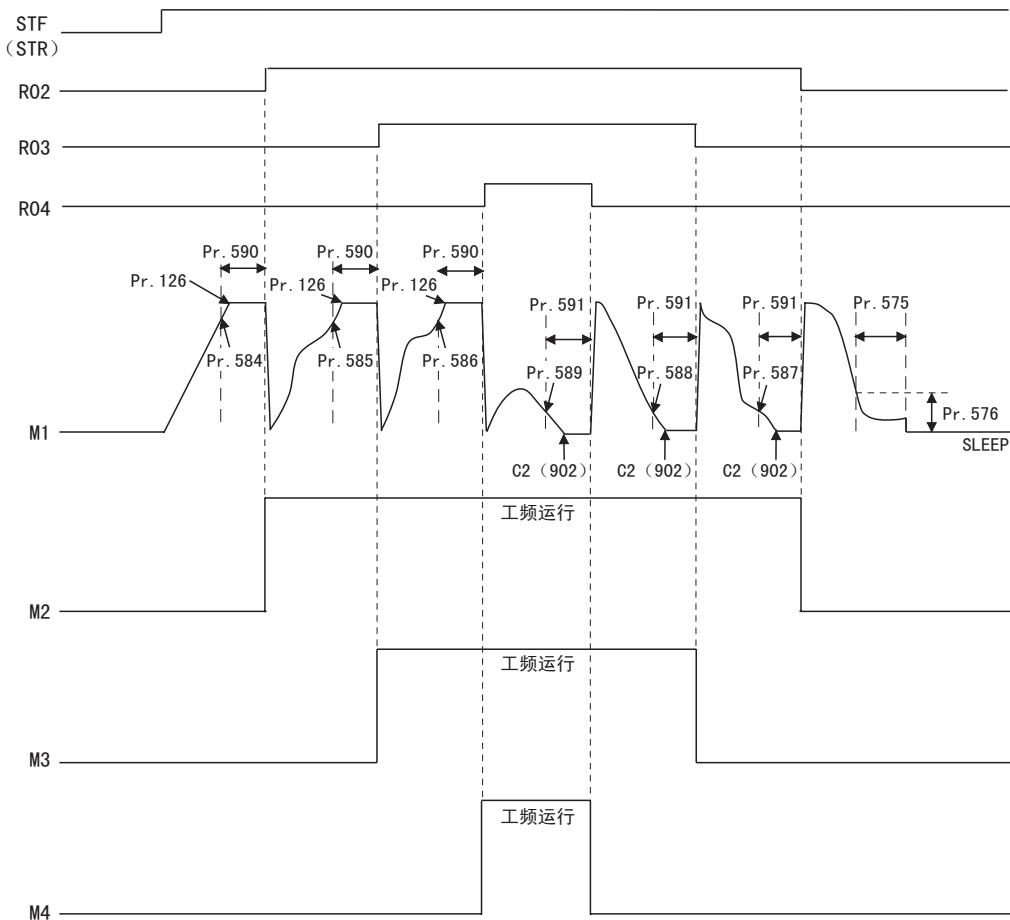 STF
（STR）
R02
R03
R04
Pr.590
Pr.590
Pr.590
Pr.126
Pr.126
Pr.126
Pr.591
Pr.591
Pr.591
Pr.575
Pr.584
Pr.585
Pr.586
Pr.589
Pr.588
Pr.587
Pr.576
M1
SLEEP
C2（902）
C2（902）
C2（902）
工频运行
M2
工频运行
M3
工频运行
M4